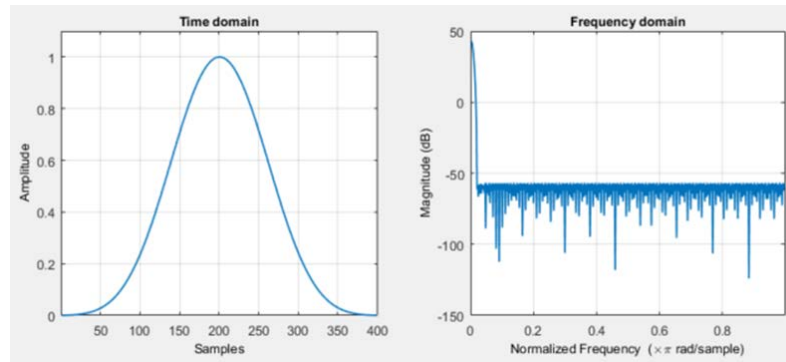 Time domain
Amplitude
1
0.8
0.6
0.4
0.2
0
50 100 150 200 250 300 350 400
Samples
Frequency domain
Magnitude (dB)
50
0
-50
-100
-150
0 0.2 0.4 0.6 0.8
Normalized Frequency (×π rad/sample)